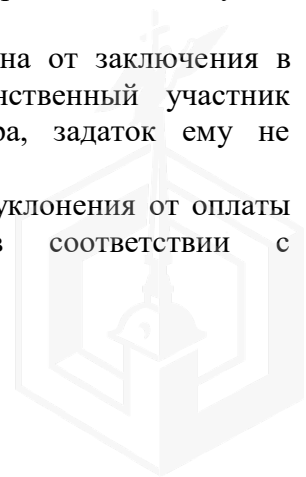 на от заключения в
нственный участник
ра, задаток ему не
уклонения от оплаты
в соответствии с